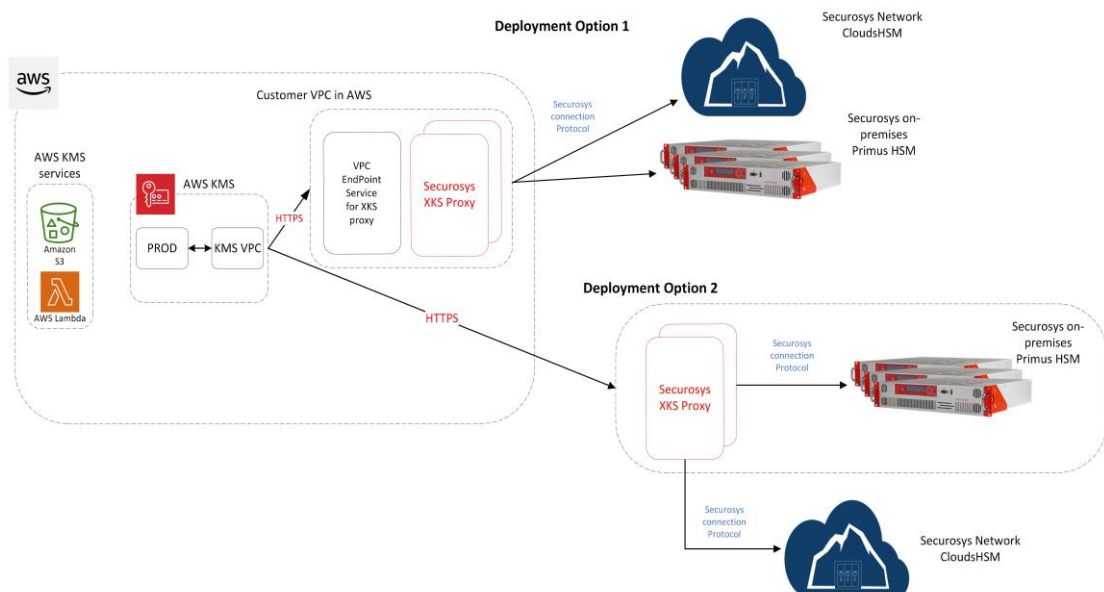 Deployment Option 1
Securosys Network
CloudsHSM
aws
Customer VPC in AWS
Securosys
connection
Protocol
Securosys on-
premises
Primus HSM
AWS KMS
services
Amazon
S3
AWS Lambda
AWS KMS
PROD
KMS VPC
HTTPS
VPC
EndPoint
Service
for XKS
proxy
Securosys
XKS Proxy
Deployment Option 2
HTTPS
Securosys
XKS Proxy
Securosys
connection
Protocol
Securosys on-
premises
Primus HSM
Securosys
connection
Protocol
Securosys Network
CloudsHSM